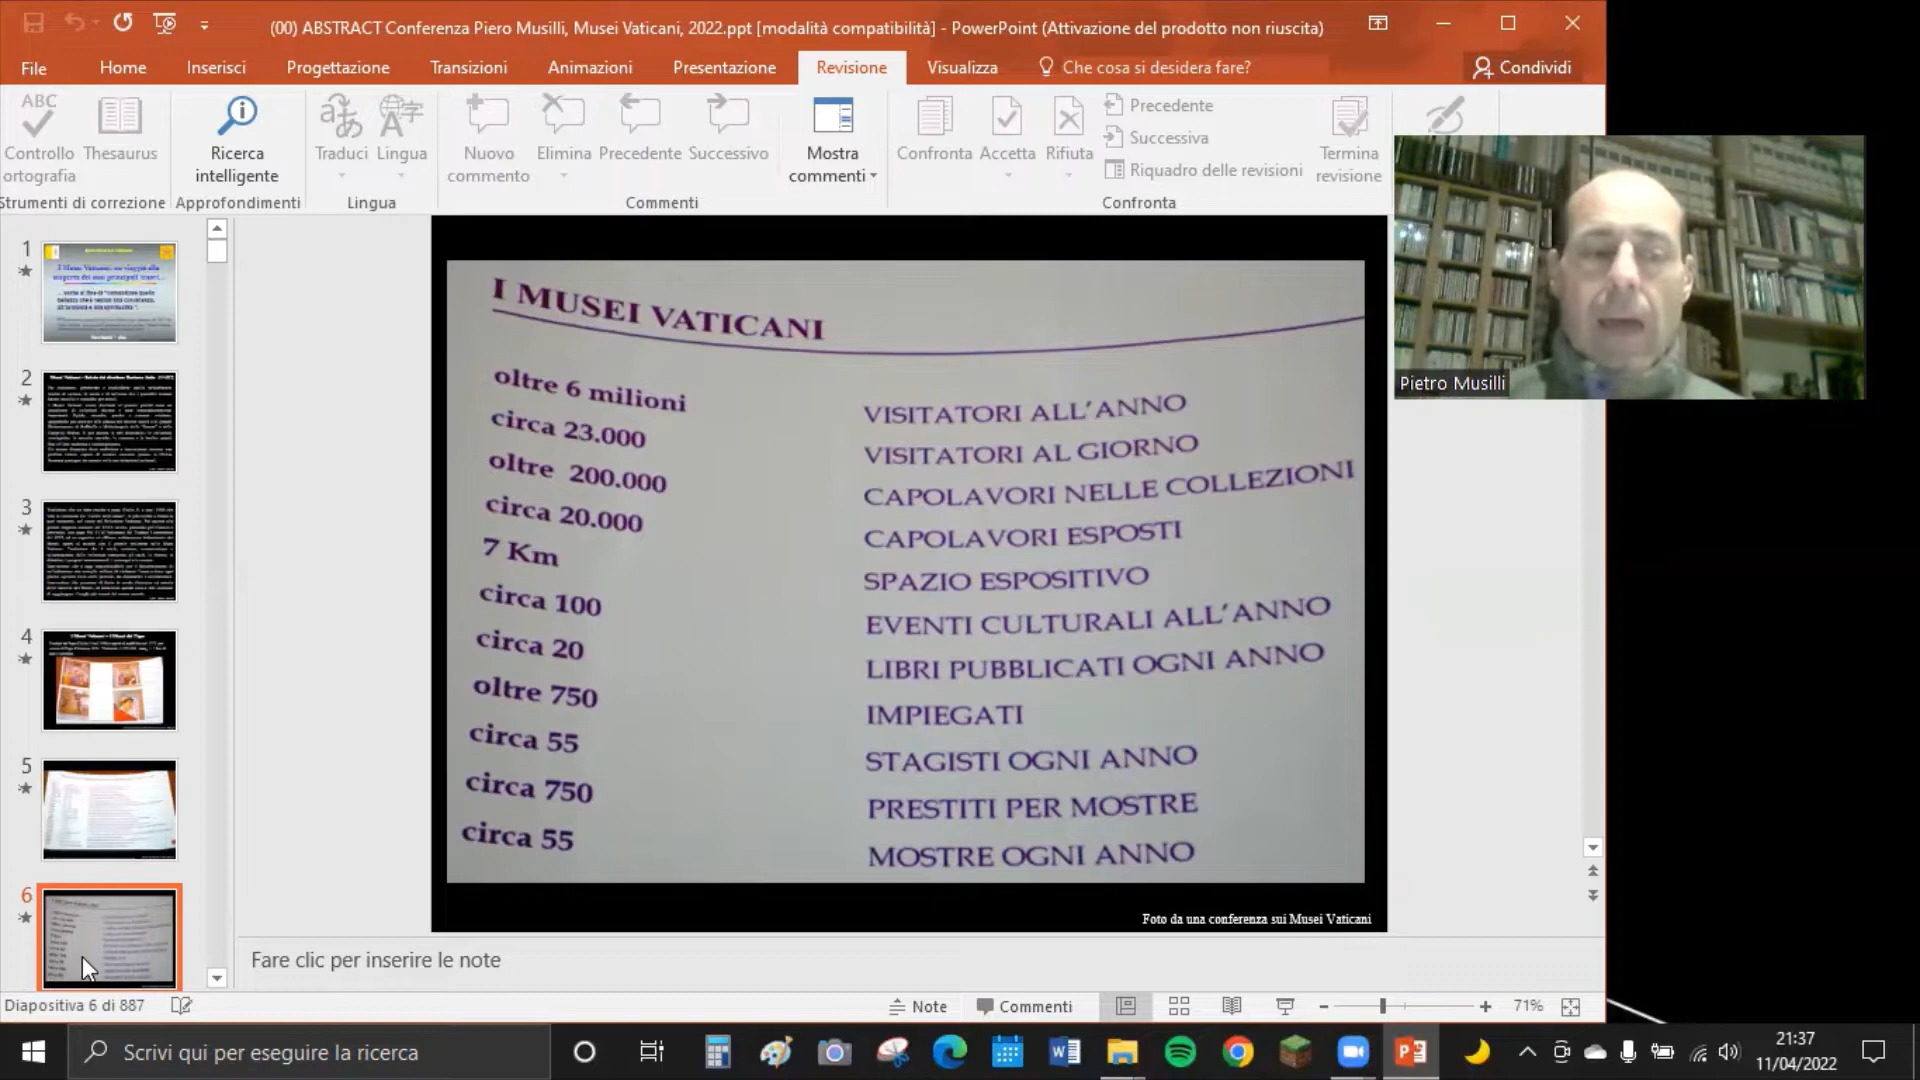 (00) ABSTRACT Conferenza Piero Musilli, Musei Vaticani, 2022.ppt [modalità compatibilità] - PowerPoint (Attivazione del prodotto non riuscita)
File Home Inserisci Progettazione Transizioni Animazioni Presentazione Revisione Visualizza Che cosa si desidera fare? Condividi
ABC
Controllo ortografia
Thesaurus
Ricerca intelligente
Traduci
Lingua
Nuovo commento
Elimina
Precedente
Successivo
Mostra commenti
Confronta
Accetta
Rifiuta
Precedente
Successiva
Riquadro delle revisioni
Termina revisione
Strumenti di correzione
Approfondimenti
Lingua
Commenti
Confronta
Pietro Musilli
1
2
3
4
5
6
I MUSEI VATICANI
oltre 6 milioni VISITATORI ALL'ANNO
circa 23.000 VISITATORI AL GIORNO
oltre 200.000 CAPOLAVORI NELLE COLLEZIONI
circa 20.000 CAPOLAVORI ESPOSTI
7 Km SPAZIO ESPOSITIVO
circa 100 EVENTI CULTURALI ALL'ANNO
circa 20 LIBRI PUBBLICATI OGNI ANNO
oltre 750 IMPIEGATI
circa 55 STAGISTI OGNI ANNO
circa 750 PRESTITI PER MOSTRE
circa 55 MOSTRE OGNI ANNO
Foto da una conferenza sui Musei Vaticani
Fare clic per inserire le note
Diapositiva 6 di 887 Note Commenti 71%
Scrivi qui per eseguire la ricerca
21:37
11/04/2022